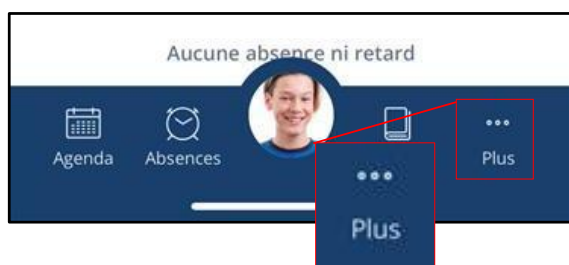 Aucune absence ni retard
Agenda
Absences
Plus
Plus